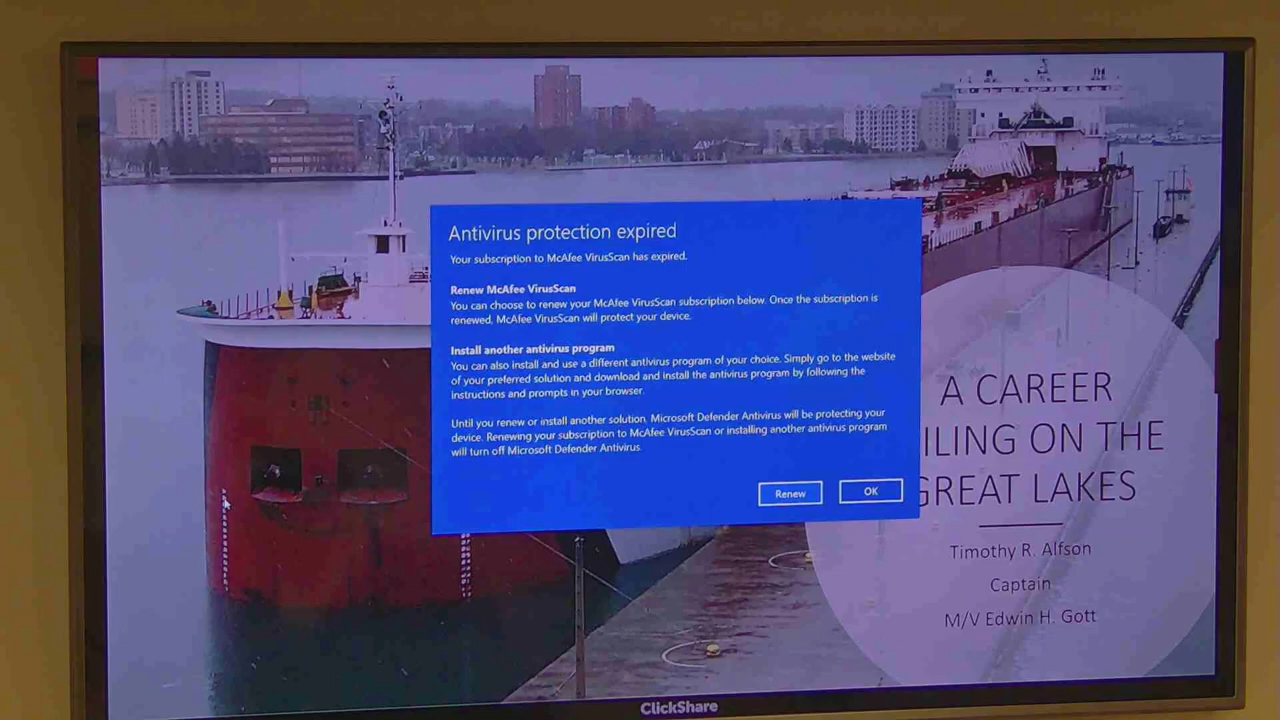 Antivirus protection expired
Your subscription to McAfee VirusScan has expired.
Renew McAfee VirusScan
You can choose to renew your McAfee VirusScan subscription below. Once the subscription is
renewed, McAfee VirusScan will protect your device.
Install another antivirus program
You can also install and use a different antivirus program of your choice. Simply go to the website
of your preferred solution and download and install the antivirus program by following the
instructions and prompts in your browser.
Until you renew or install another solution, Microsoft Defender Antivirus will be protecting your
device. Renewing your subscription to McAfee VirusScan or installing another antivirus program
will turn off Microsoft Defender Antivirus.
Renew
OK
A CAREER
ILING ON THE
GREAT LAKES
Timothy R. Alfson
Captain
M/V Edwin H. Gott
ClickShare